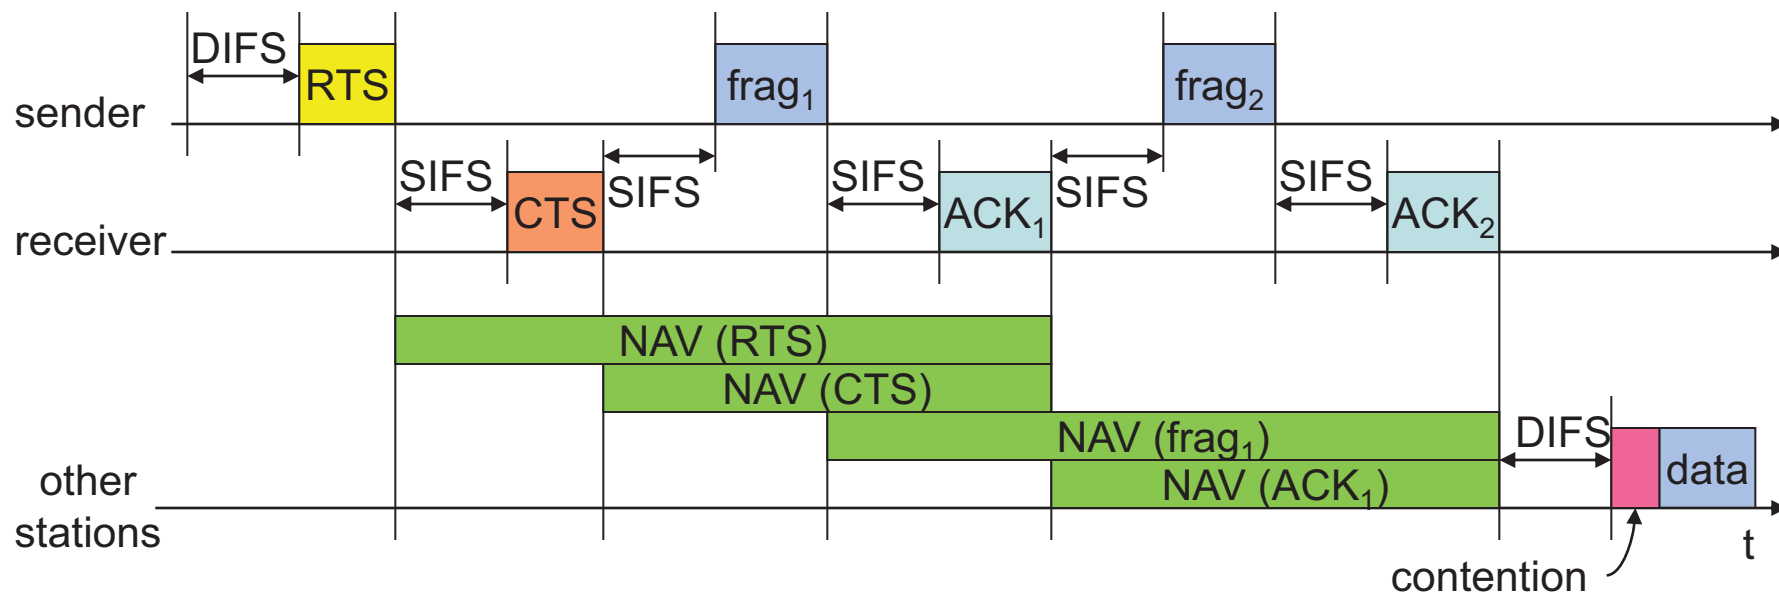 DIFS
RTS
frag₁
frag₂
sender
SIFS
CTS
SIFS
SIFS
ACK₁
SIFS
SIFS
ACK₂
receiver
NAV (RTS)
NAV (CTS)
NAV (frag₁)
DIFS
NAV (ACK₁)
data
other
stations
t
contention